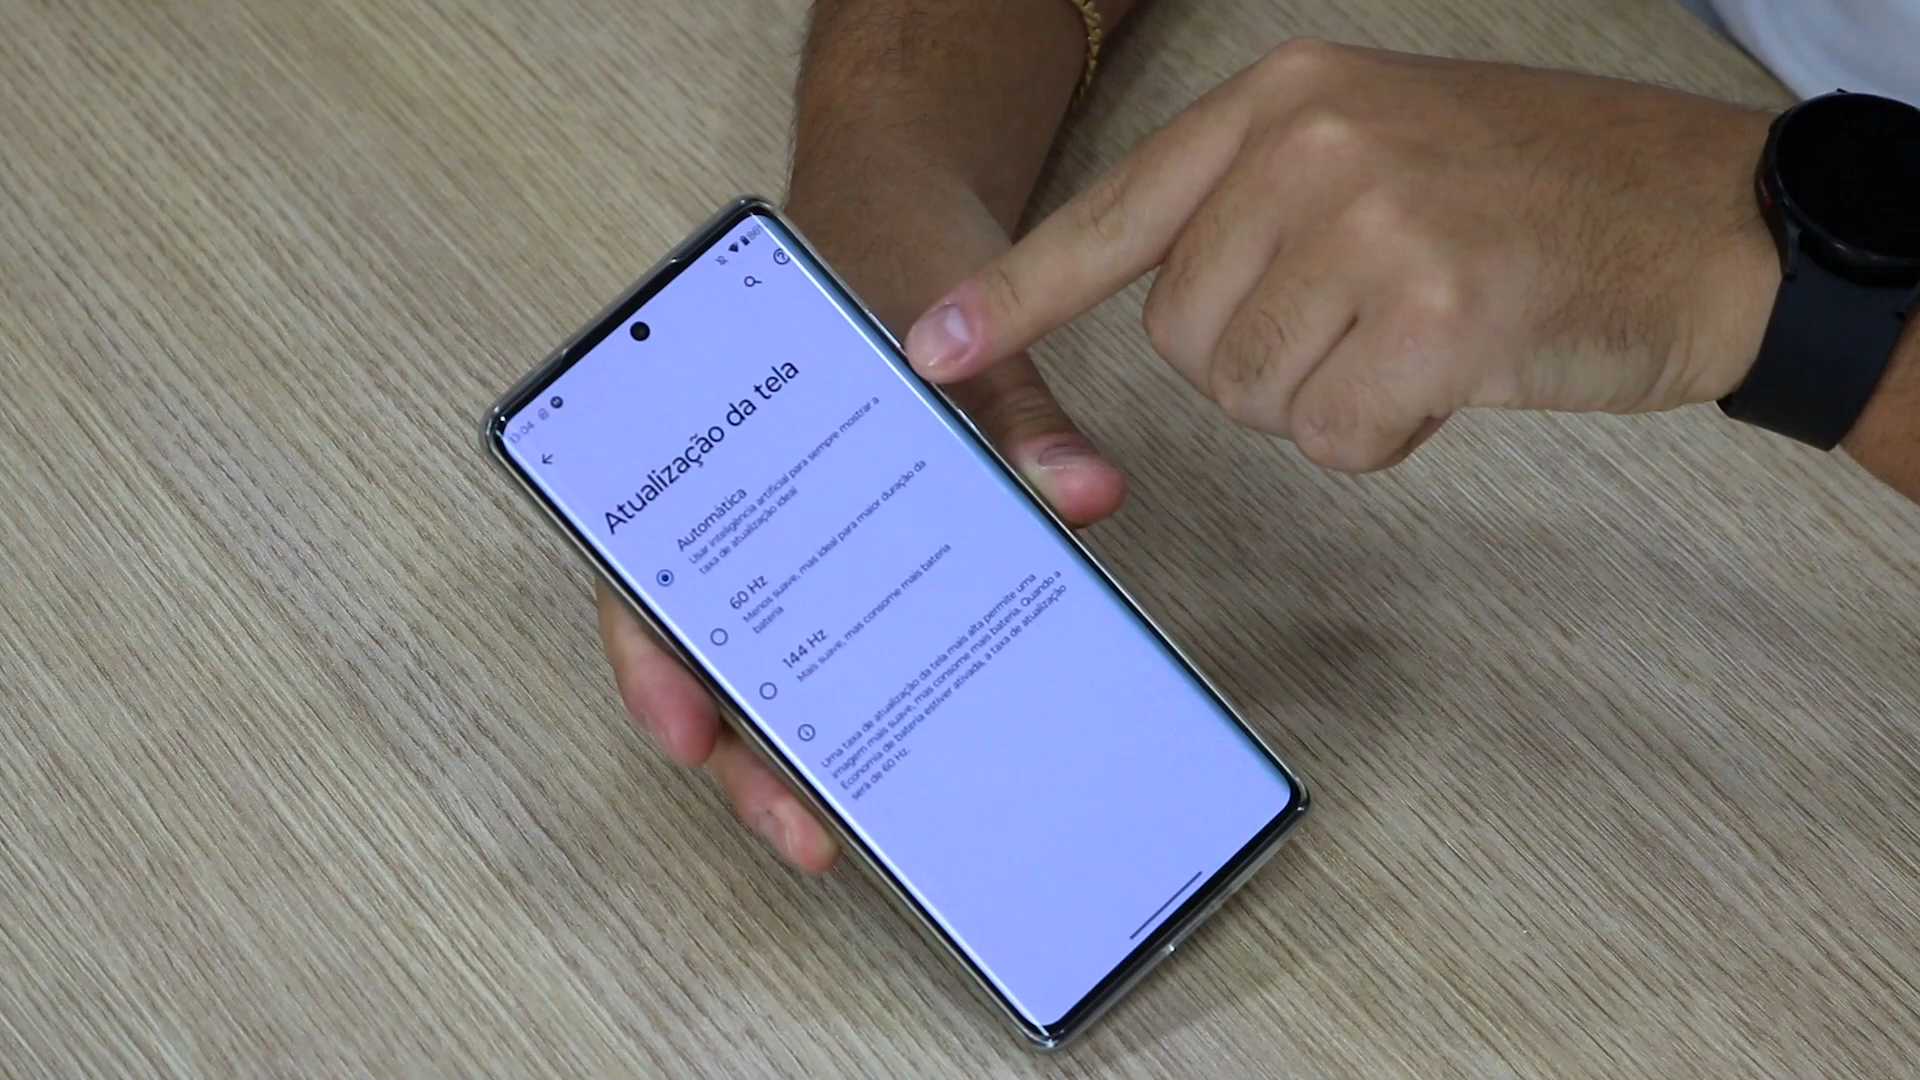 13:04
Atualização da tela
Automática
Usar inteligência artificial para sempre mostrar a
taxa de atualização ideal
60 Hz
Menos suave, mas ideal para maior duração da
bateria
144 Hz
Mais suave, mas consome mais bateria
Uma taxa de atualização da tela mais alta permite uma
imagem mais suave, mas consome mais bateria. Quando a
Economia de bateria estiver ativada, a taxa de atualização
será de 60 Hz.